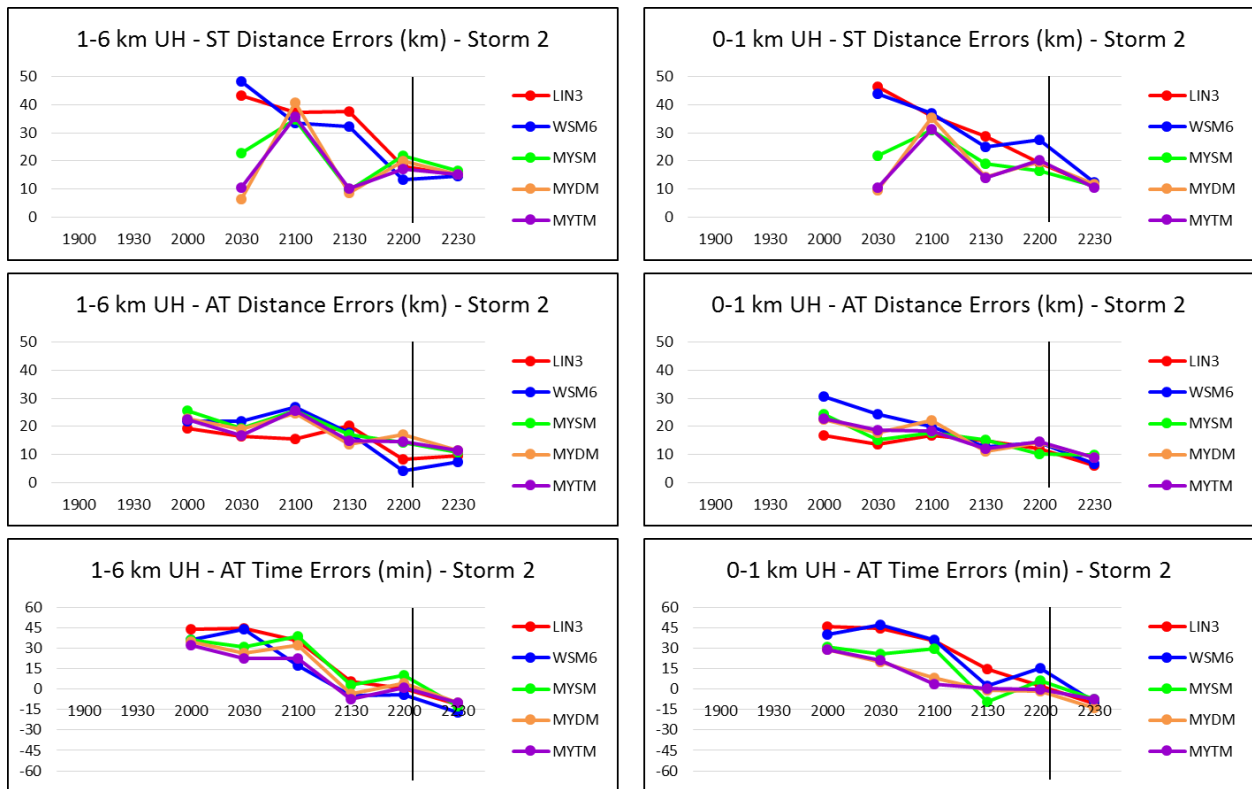 1-6 km UH - ST Distance Errors (km) - Storm 2
50
40
30
20
10
0
1900 1930 2000 2030 2100 2130 2200 2230
LIN3
WSM6
MYSM
MYDM
MYTM
0-1 km UH - ST Distance Errors (km) - Storm 2
50
40
30
20
10
0
1900 1930 2000 2030 2100 2130 2200 2230
LIN3
WSM6
MYSM
MYDM
MYTM
1-6 km UH - AT Distance Errors (km) - Storm 2
50
40
30
20
10
0
1900 1930 2000 2030 2100 2130 2200 2230
LIN3
WSM6
MYSM
MYDM
MYTM
0-1 km UH - AT Distance Errors (km) - Storm 2
50
40
30
20
10
0
1900 1930 2000 2030 2100 2130 2200 2230
LIN3
WSM6
MYSM
MYDM
MYTM
1-6 km UH - AT Time Errors (min) - Storm 2
60
45
30
15
0
-15
-30
-45
-60
1900 1930 2000 2030 2100 2130 2200 2230
LIN3
WSM6
MYSM
MYDM
MYTM
0-1 km UH - AT Time Errors (min) - Storm 2
60
45
30
15
0
-15
-30
-45
-60
1900 1930 2000 2030 2100 2130 2200 2230
LIN3
WSM6
MYSM
MYDM
MYTM